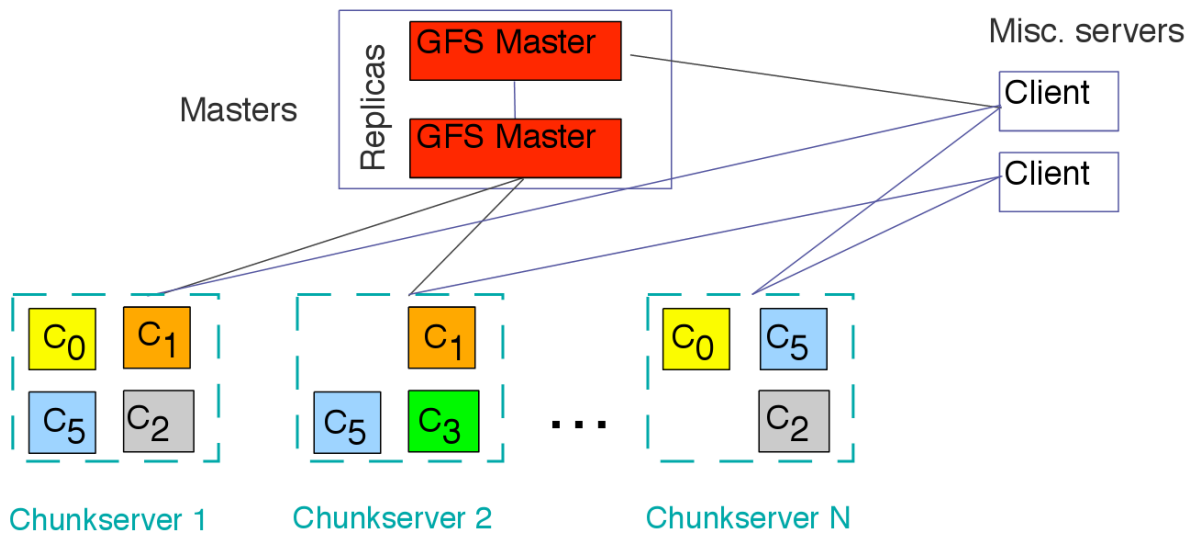 Misc. servers
Masters
Replicas
GFS Master
GFS Master
Client
Client
C0 C1
C5 C2
C1
C5 C3
...
C0 C5
C2
Chunkserver 1
Chunkserver 2
Chunkserver N